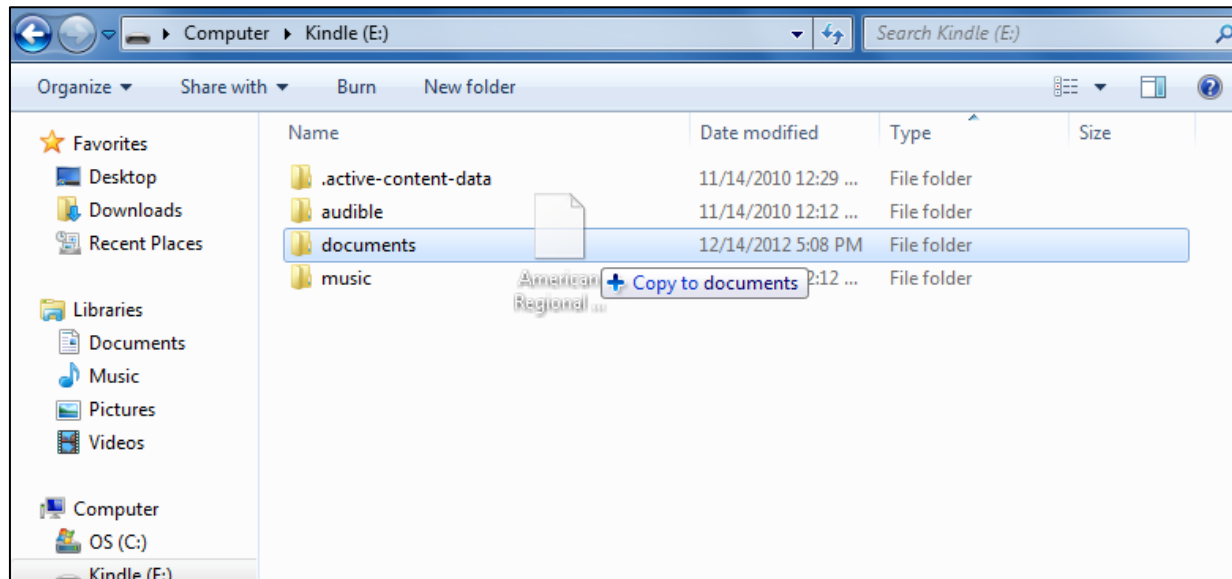 Computer Kindle (E:) Search Kindle (E:)
Organize Share with Burn New folder
Name Date modified Type Size
Favorites
Desktop
Downloads
Recent Places
Libraries
Documents
Music
Pictures
Videos
Computer
OS (C:)
Kindle (E:)
.active-content-data 11/14/2010 12:29 ... File folder
audible 11/14/2010 12:12 ... File folder
documents 12/14/2012 5:08 PM File folder
music 2:12 ... File folder
American
Regional ...
Copy to documents